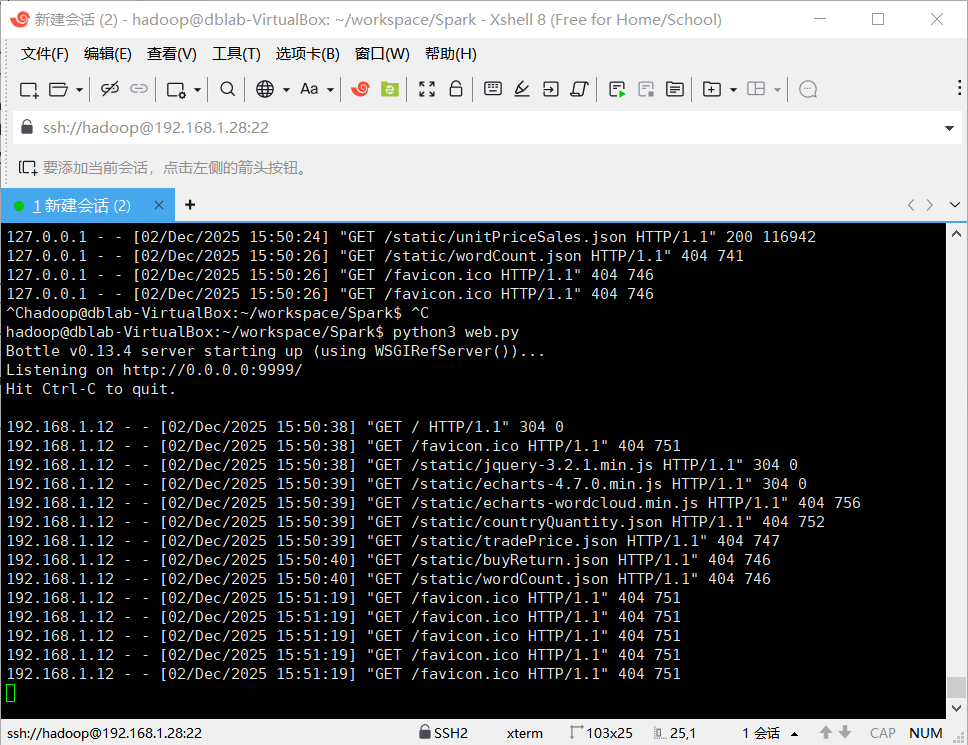 新建会话 (2) - hadoop@dblab-VirtualBox: ~/workspace/Spark - Xshell 8 (Free for Home/School)
文件(F) 编辑(E) 查看(V) 工具(T) 选项卡(B) 窗口(W) 帮助(H)
Aa
ssh://hadoop@192.168.1.28:22
要添加当前会话，点击左侧的箭头按钮。
1 新建会话 (2)
127.0.0.1 - - [02/Dec/2025 15:50:24] "GET /static/unitPriceSales.json HTTP/1.1" 200 116942
127.0.0.1 - - [02/Dec/2025 15:50:26] "GET /static/wordCount.json HTTP/1.1" 404 741
127.0.0.1 - - [02/Dec/2025 15:50:26] "GET /favicon.ico HTTP/1.1" 404 746
127.0.0.1 - - [02/Dec/2025 15:50:26] "GET /favicon.ico HTTP/1.1" 404 746
^Chadoop@dblab-VirtualBox:~/workspace/Spark$ ^C
hadoop@dblab-VirtualBox:~/workspace/Spark$ python3 web.py
Bottle v0.13.4 server starting up (using WSGIRefServer())...
Listening on http://0.0.0.0:9999/
Hit Ctrl-C to quit.
192.168.1.12 - - [02/Dec/2025 15:50:38] "GET / HTTP/1.1" 304 0
192.168.1.12 - - [02/Dec/2025 15:50:38] "GET /favicon.ico HTTP/1.1" 404 751
192.168.1.12 - - [02/Dec/2025 15:50:38] "GET /static/jquery-3.2.1.min.js HTTP/1.1" 304 0
192.168.1.12 - - [02/Dec/2025 15:50:39] "GET /static/echarts-4.7.0.min.js HTTP/1.1" 304 0
192.168.1.12 - - [02/Dec/2025 15:50:39] "GET /static/echarts-wordcloud.min.js HTTP/1.1" 404 756
192.168.1.12 - - [02/Dec/2025 15:50:39] "GET /static/countryQuantity.json HTTP/1.1" 404 752
192.168.1.12 - - [02/Dec/2025 15:50:39] "GET /static/tradePrice.json HTTP/1.1" 404 747
192.168.1.12 - - [02/Dec/2025 15:50:40] "GET /static/buyReturn.json HTTP/1.1" 404 746
192.168.1.12 - - [02/Dec/2025 15:50:40] "GET /static/wordCount.json HTTP/1.1" 404 746
192.168.1.12 - - [02/Dec/2025 15:51:19] "GET /favicon.ico HTTP/1.1" 404 751
192.168.1.12 - - [02/Dec/2025 15:51:19] "GET /favicon.ico HTTP/1.1" 404 751
192.168.1.12 - - [02/Dec/2025 15:51:19] "GET /favicon.ico HTTP/1.1" 404 751
192.168.1.12 - - [02/Dec/2025 15:51:19] "GET /favicon.ico HTTP/1.1" 404 751
192.168.1.12 - - [02/Dec/2025 15:51:19] "GET /favicon.ico HTTP/1.1" 404 751
ssh://hadoop@192.168.1.28:22 SSH2 xterm 103x25 25,1 1 会话 CAP NUM